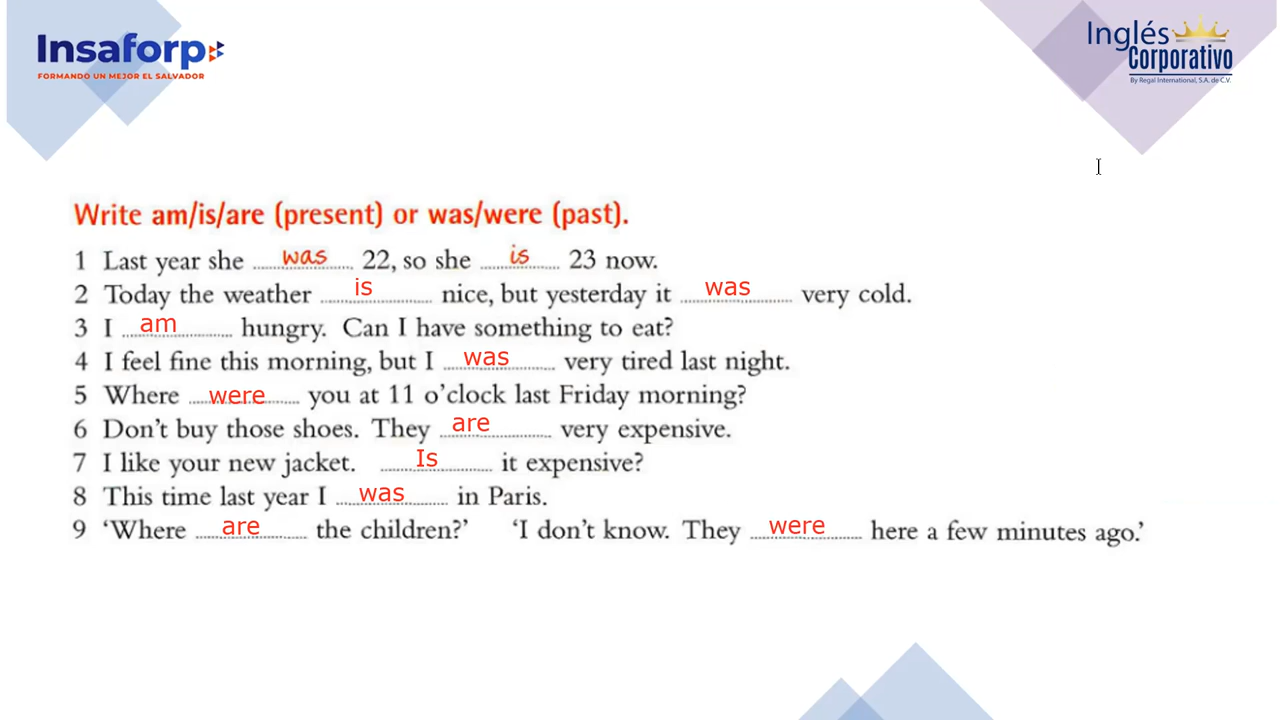 Insaforp
FORMANDO UN MEJOR EL SALVADOR
Inglés
Corporativo
By Regal International, S.A. de C.V.
Write am/is/are (present) or was/were (past).
1 Last year she was 22, so she is 23 now.
2 Today the weather is nice, but yesterday it was very cold.
3 I am hungry. Can I have something to eat?
4 I feel fine this morning, but I was very tired last night.
5 Where were you at 11 o'clock last Friday morning?
6 Don't buy those shoes. They are very expensive.
7 I like your new jacket. Is it expensive?
8 This time last year I was in Paris.
9 ‘Where are the children?’ ‘I don't know. They were here a few minutes ago.’